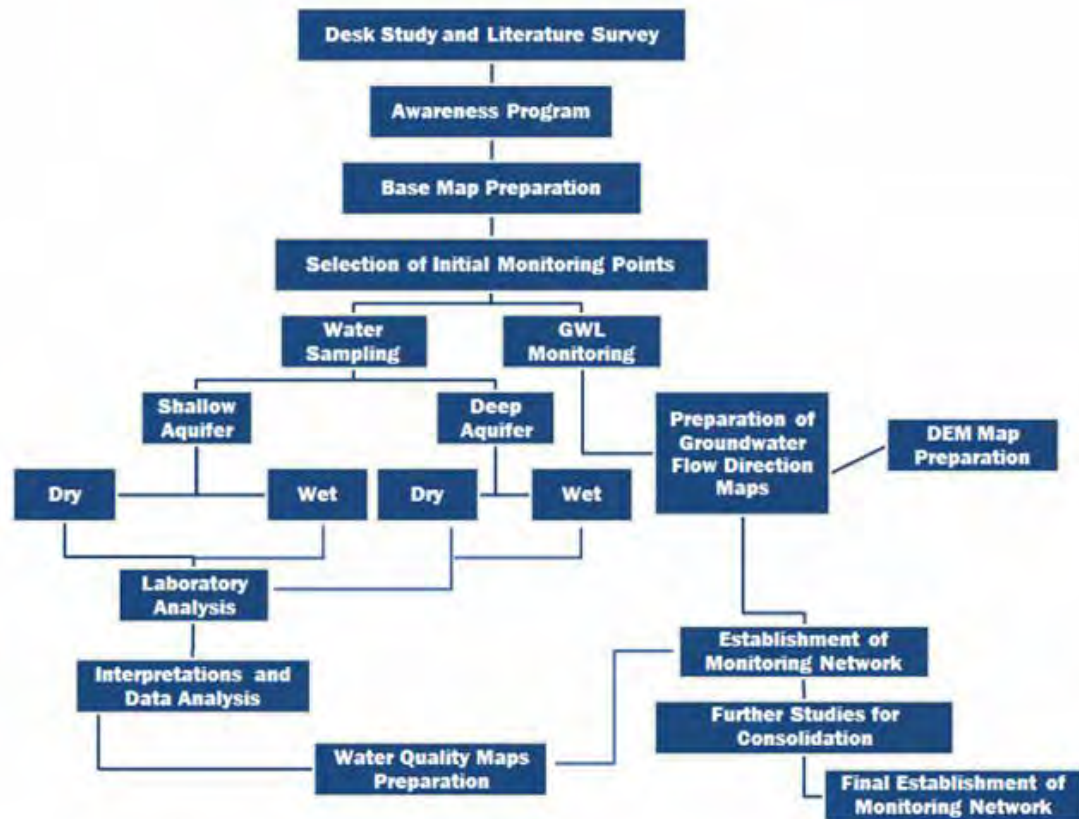 Desk Study and Literature Survey
Awareness Program
Base Map Preparation
Selection of Initial Monitoring Points
Water
Sampling
GWL
Monitoring
Shallow
Aquifer
Deep
Aquifer
Preparation of
Groundwater
Flow Direction
Maps
DEM Map
Preparation
Dry
Wet
Dry
Wet
Laboratory
Analysis
Establishment of
Monitoring Network
Interpretations and
Data Analysis
Further Studies for
Consolidation
Water Quality Maps
Preparation
Final Establishment of
Monitoring Network